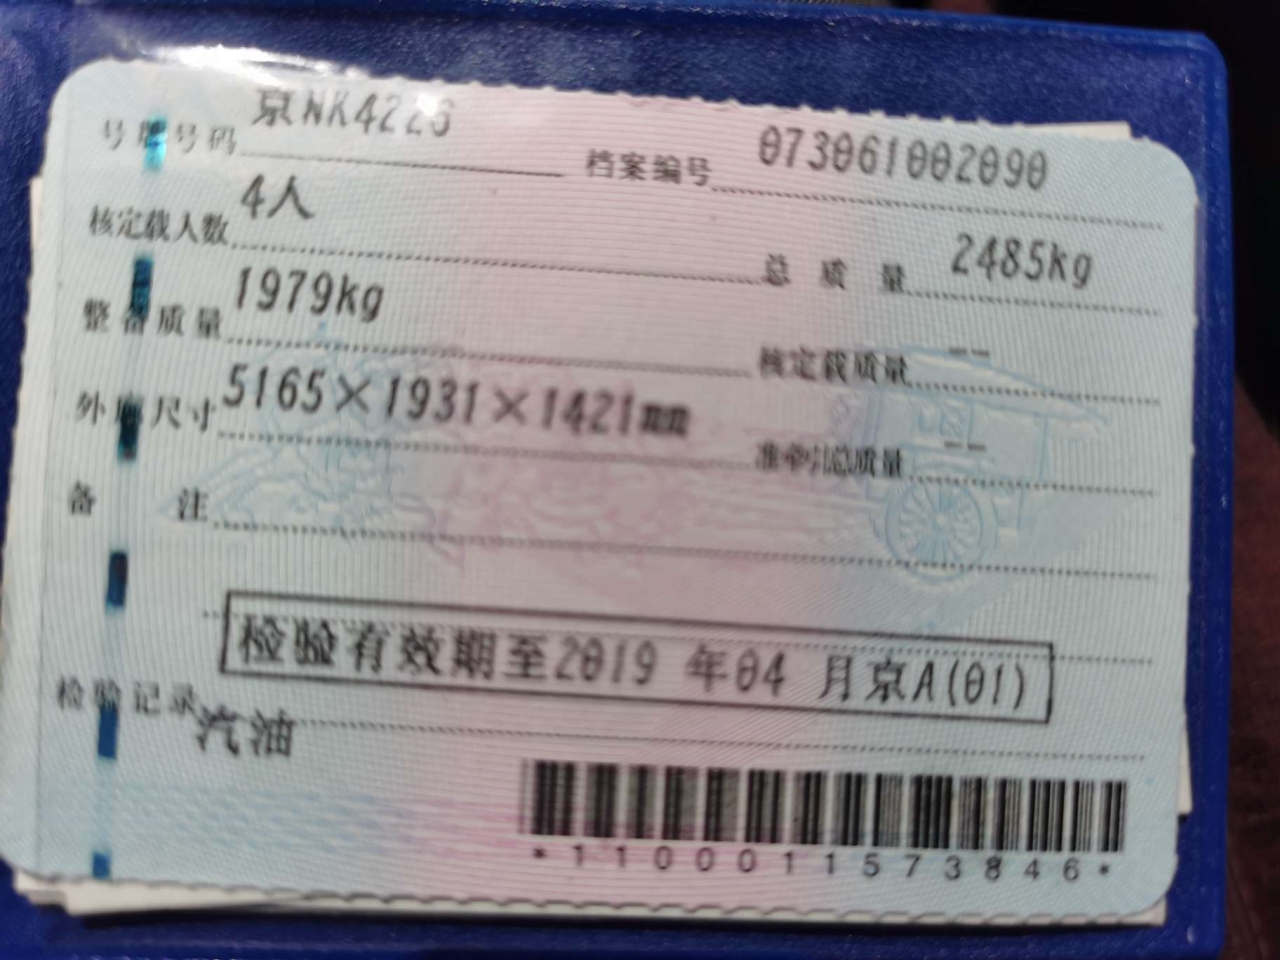 号牌号码 京NK4226 档案编号 073061002090
核定载人数 4人 总质量 2485kg
整备质量 1979kg 核定载质量 --
外廓尺寸 5165×1931×1421mm 准牵引总质量 --
备注
检验有效期至2019 年04 月京A(01)
检验记录
汽油
*1100011573846*